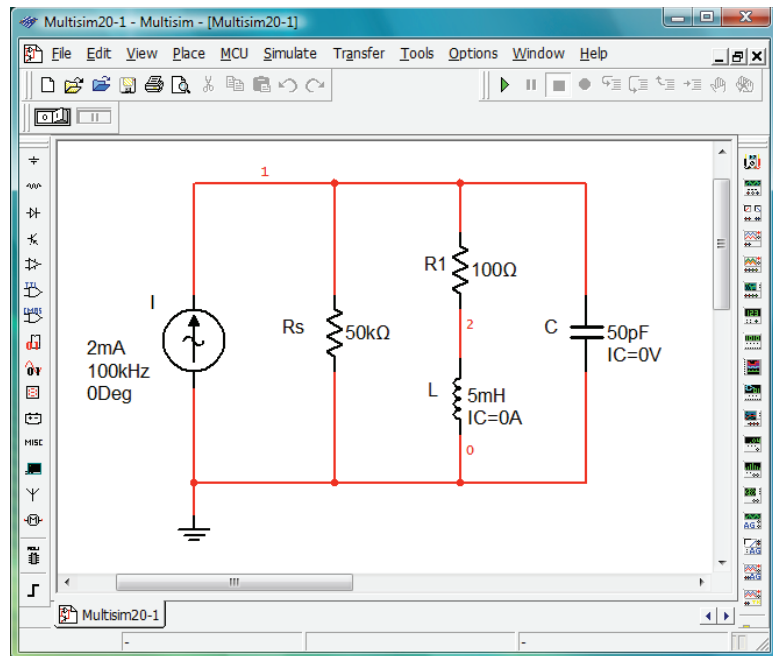 Multisim20-1 - Multisim - [Multisim20-1]
File Edit View Place MCU Simulate Transfer Tools Options Window Help
1
R1
100Ω
I
Rs
50kΩ
2
C
50pF
IC=0V
2mA
100kHz
0Deg
L
5mH
IC=0A
0
MISC
Multisim20-1